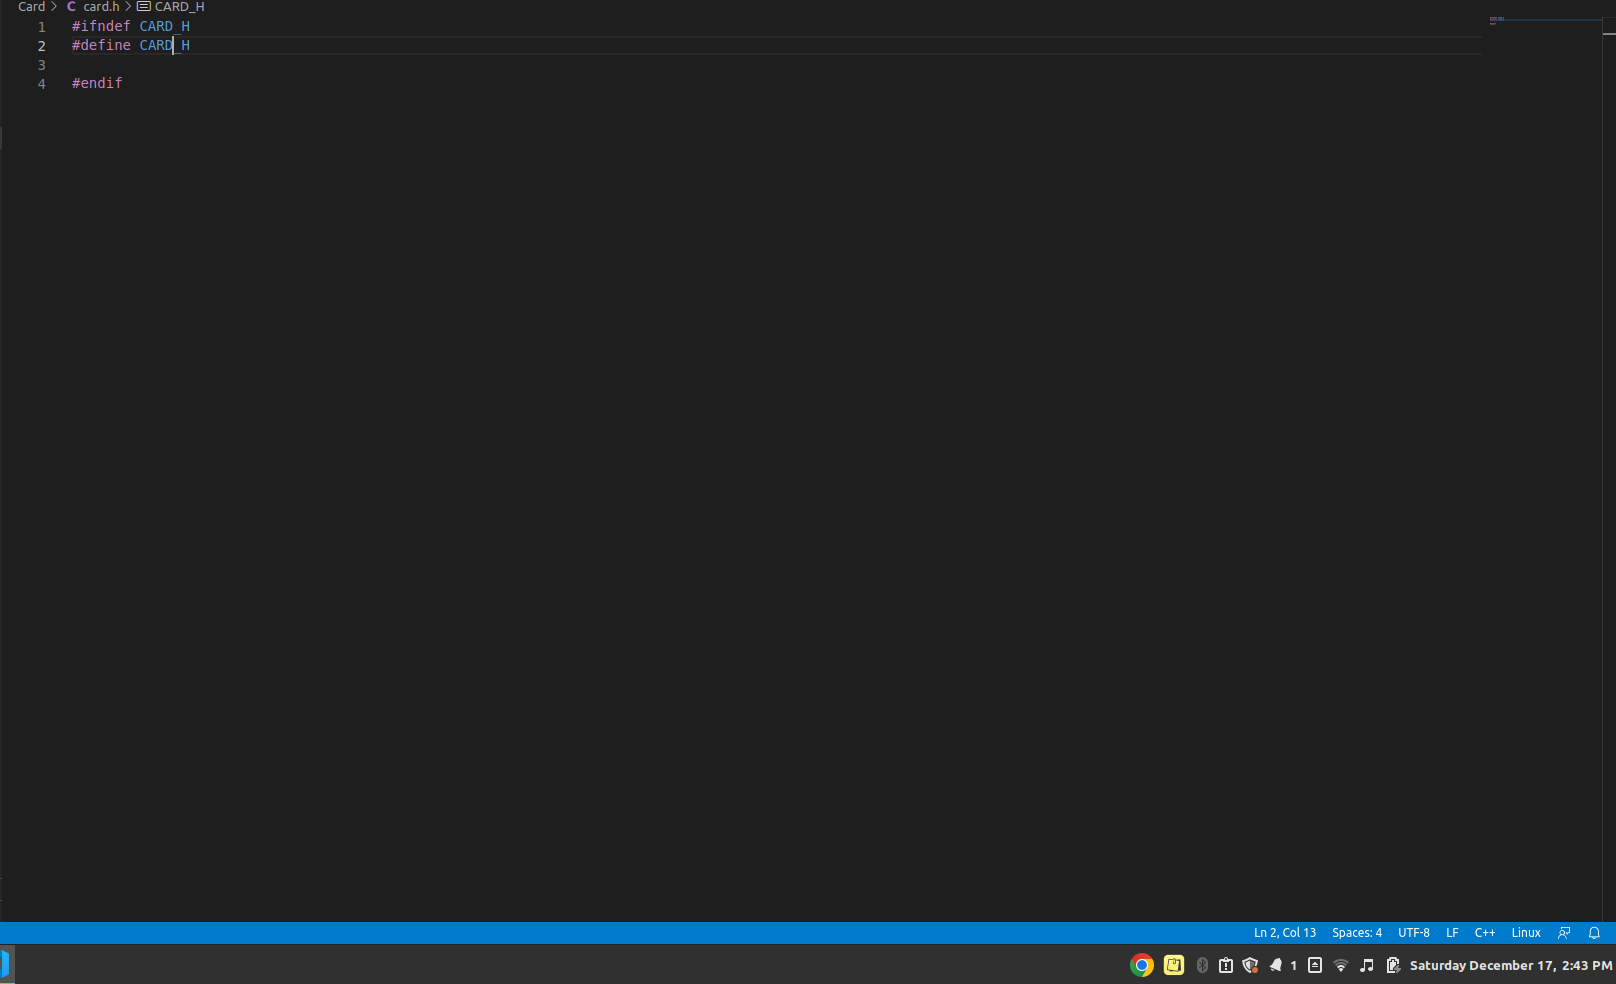 Card > C card.h > CARD_H
1 #ifndef CARD_H
2 #define CARD_H
3
4 #endif
Ln 2, Col 13 Spaces: 4 UTF-8 LF C++ Linux
1 Saturday December 17, 2:43 PM